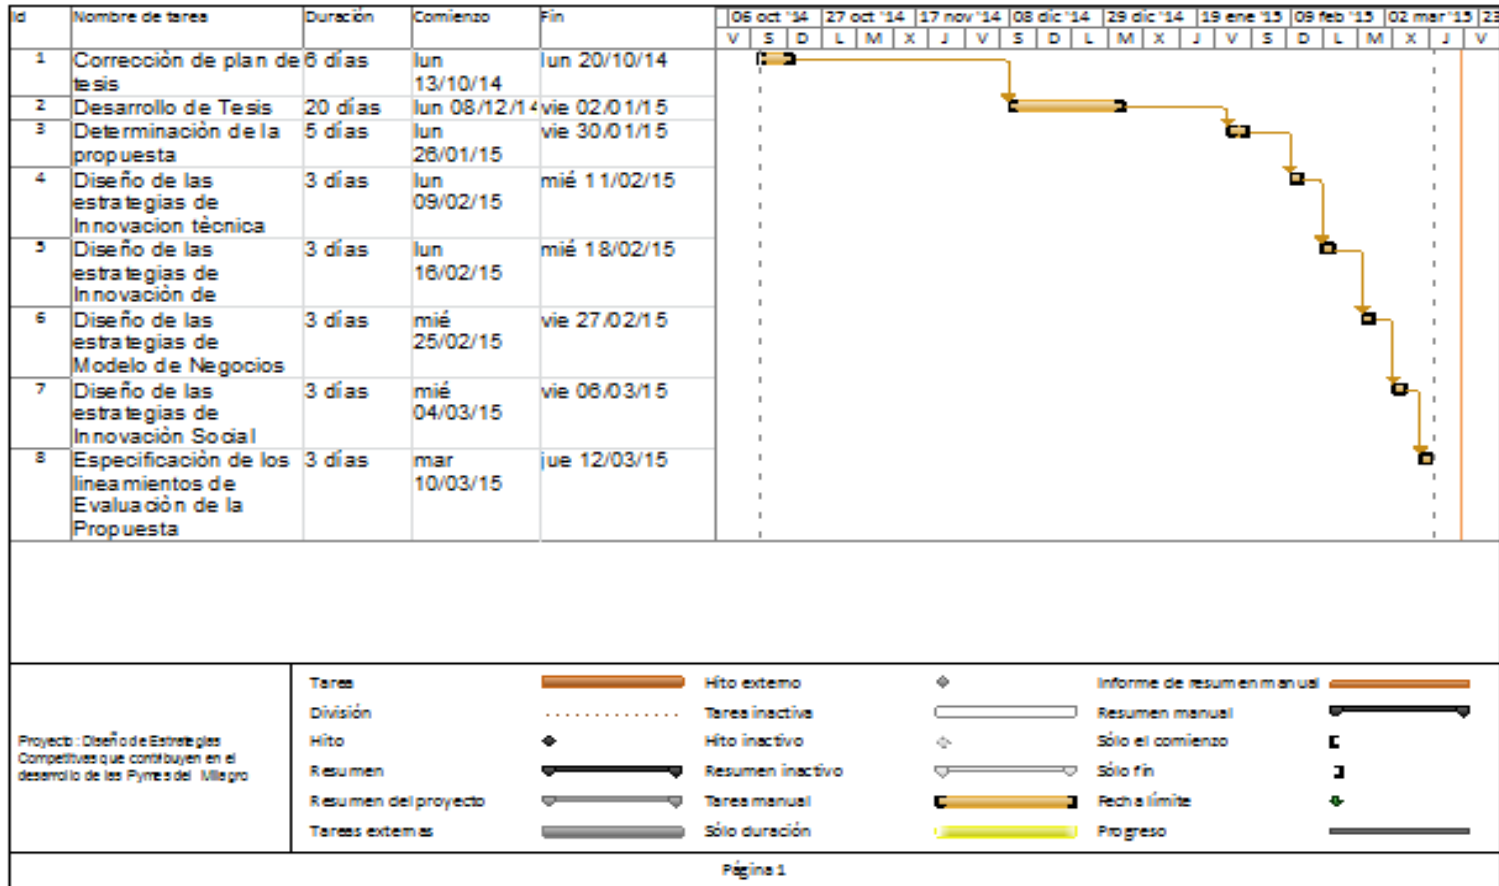 Id Nombre de tarea Duración Comienzo Fin 06 oct '14 27 oct '14 17 nov '14 08 dic '14 29 dic '14 19 ene '15 09 feb '15 02 mar '15 23
V S D L M X J V S D L M X J V S D L M X J V
1 Corrección de plan de 6 días lun lun 20/10/14
tesis 13/10/14
2 Desarrollo de Tesis 20 días lun 08/12/14 vie 02/01/15
3 Determinación de la 5 días lun vie 30/01/15
propuesta 26/01/15
4 Diseño de las 3 días lun mié 11/02/15
estrategias de 09/02/15
Innovacion tècnica
5 Diseño de las 3 días lun mié 18/02/15
estrategias de 16/02/15
Innovación de
6 Diseño de las 3 días mié vie 27/02/15
estrategias de 25/02/15
Modelo de Negocios
7 Diseño de las 3 días mié vie 06/03/15
estrategias de 04/03/15
Innovación Social
8 Especificación de los 3 días mar jue 12/03/15
lineamientos de 10/03/15
Evaluación de la
Propuesta
Proyecto: Diseño de Estrategias
Competitivas que contribuyen en el
desarrollo de las Pymes del Milagro
Tarea Hito externo Informe de resumen manual
División Tarea inactiva Resumen manual
Hito Hito inactivo Sólo el comienzo
Resumen Resumen inactivo Sólo fin
Resumen del proyecto Tarea manual Fecha límite
Tareas externas Sólo duración Progreso
Página 1